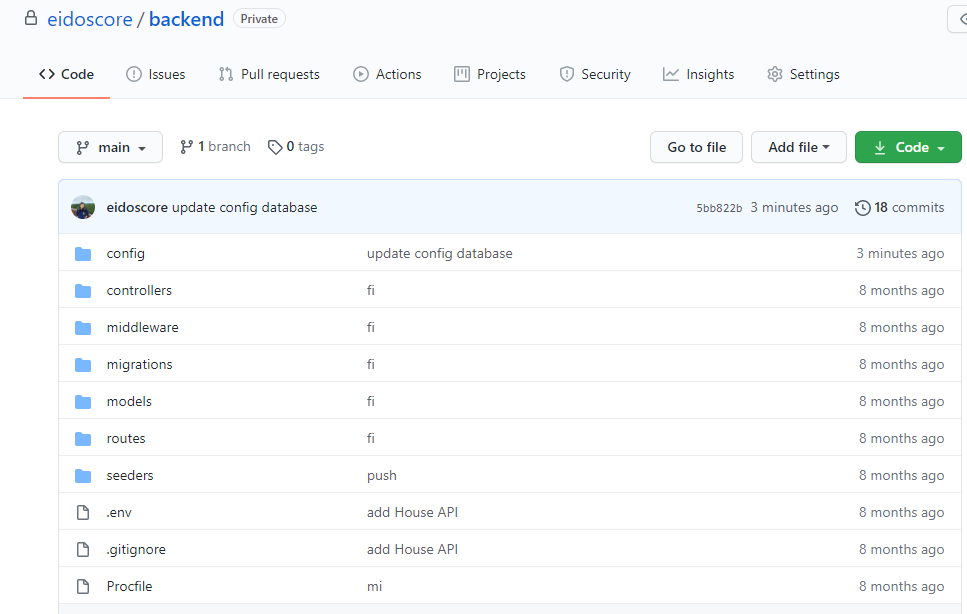 eidoscore / backend Private
Code Issues Pull requests Actions Projects Security Insights Settings
main 1 branch 0 tags Go to file Add file Code
eidoscore update config database 5bb822b 3 minutes ago 18 commits
config update config database 3 minutes ago
controllers fi 8 months ago
middleware fi 8 months ago
migrations fi 8 months ago
models fi 8 months ago
routes fi 8 months ago
seeders push 8 months ago
.env add House API 8 months ago
.gitignore add House API 8 months ago
Procfile mi 8 months ago